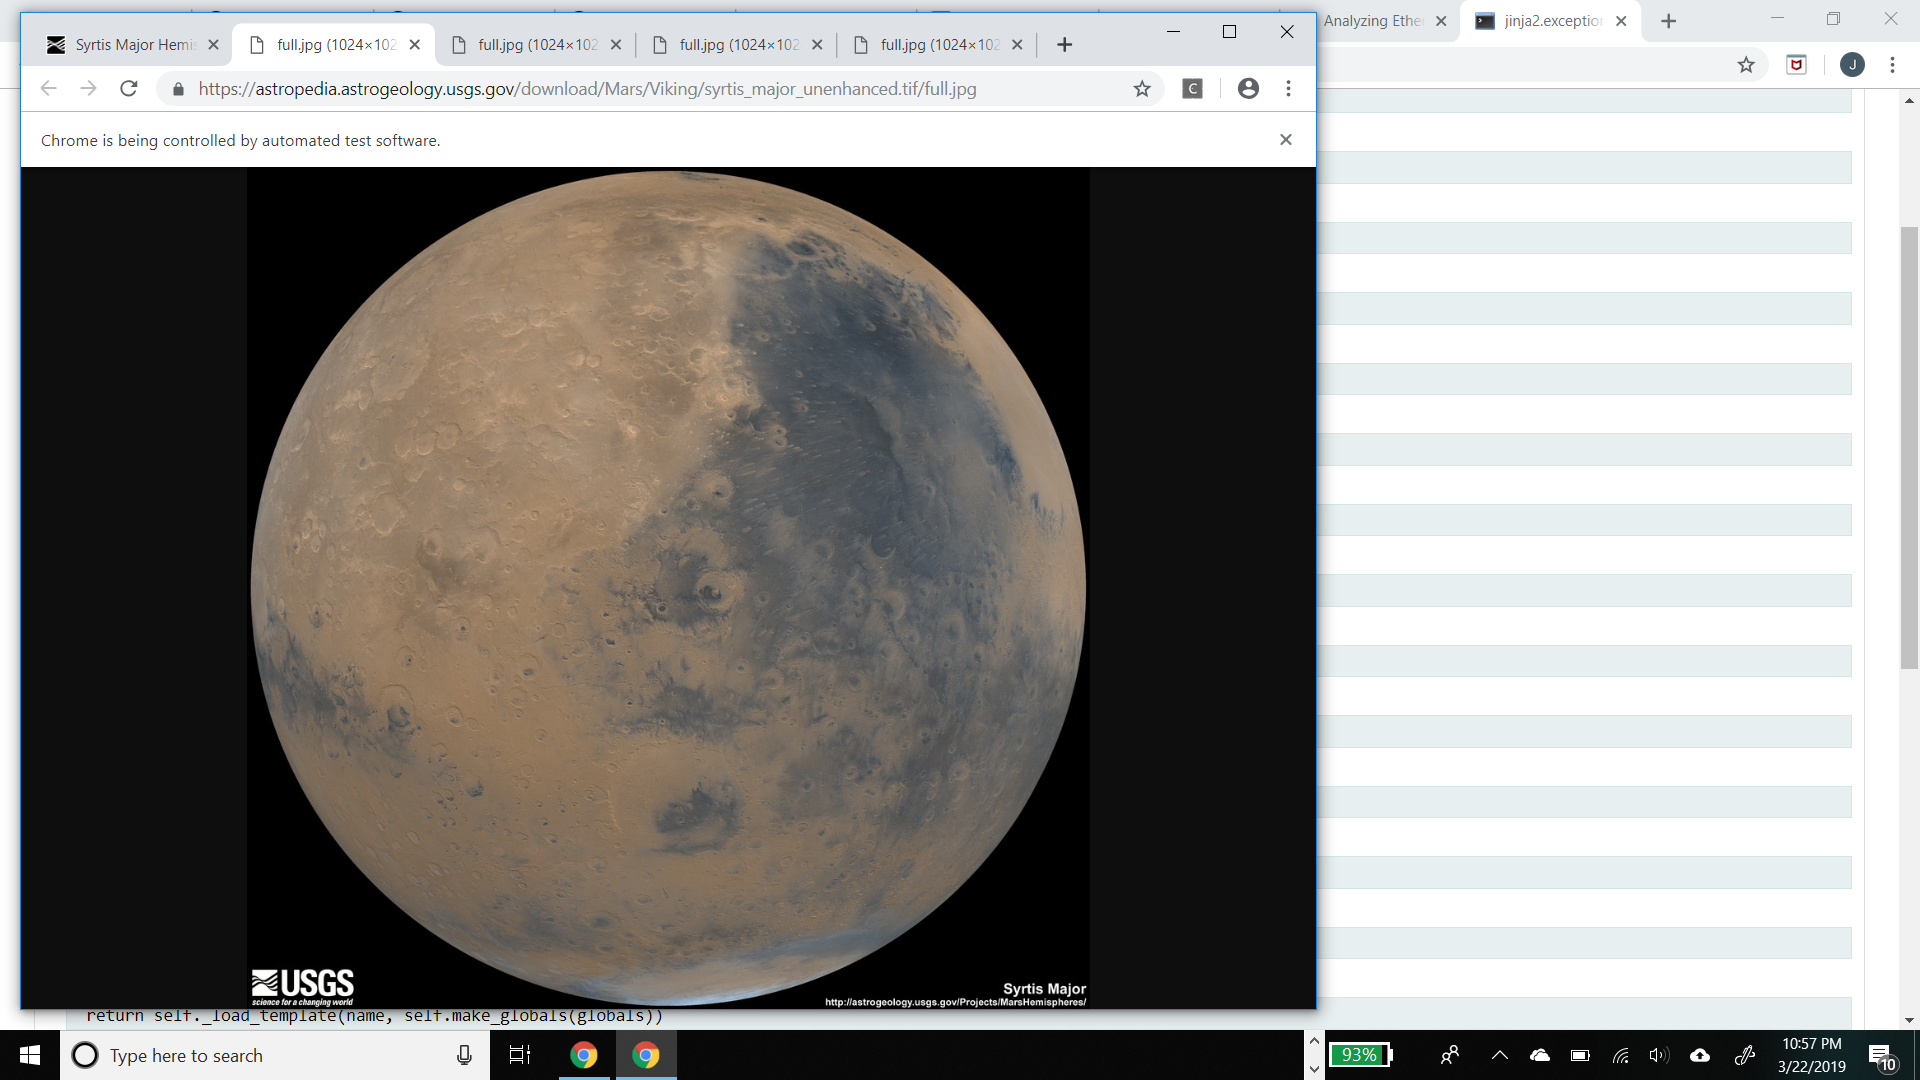 Syrtis Major Hemis
full.jpg (1024×102
full.jpg (1024×102
full.jpg (1024×102
full.jpg (1024×102
Analyzing Ethe
jinja2.exceptio
https://astropedia.astrogeology.usgs.gov/download/Mars/Viking/syrtis_major_unenhanced.tif/full.jpg
C
J
Chrome is being controlled by automated test software.
USGS
science for a changing world
Syrtis Major
http://astrogeology.usgs.gov/Projects/MarsHemispheres/
return self._load_template(name, self.make_globals(globals))
Type here to search
93%
10:57 PM
3/22/2019
10